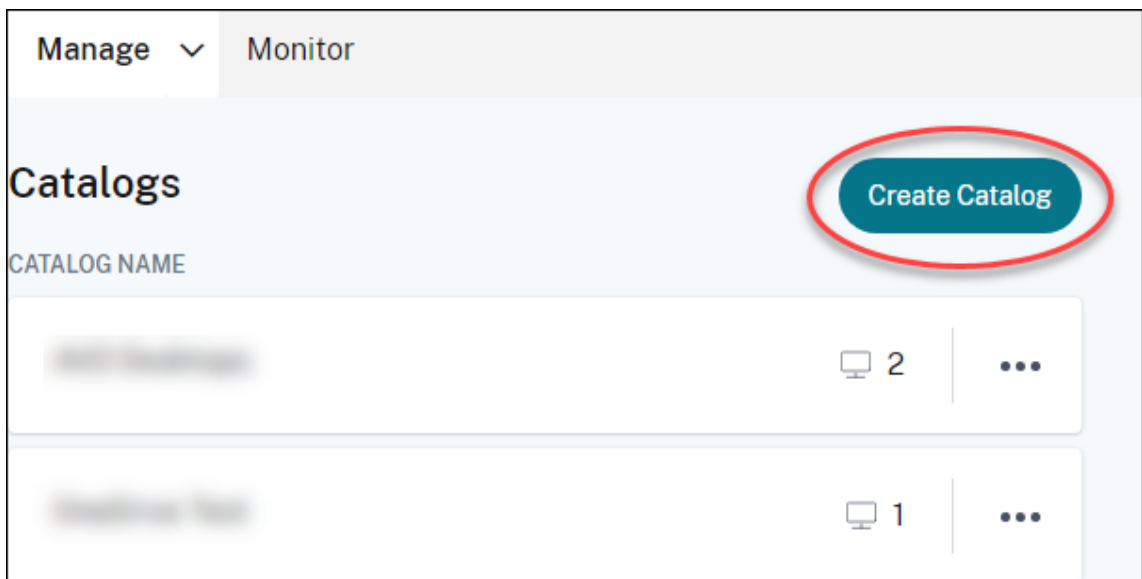 Manage Monitor
Catalogs
Create Catalog
CATALOG NAME
2
1